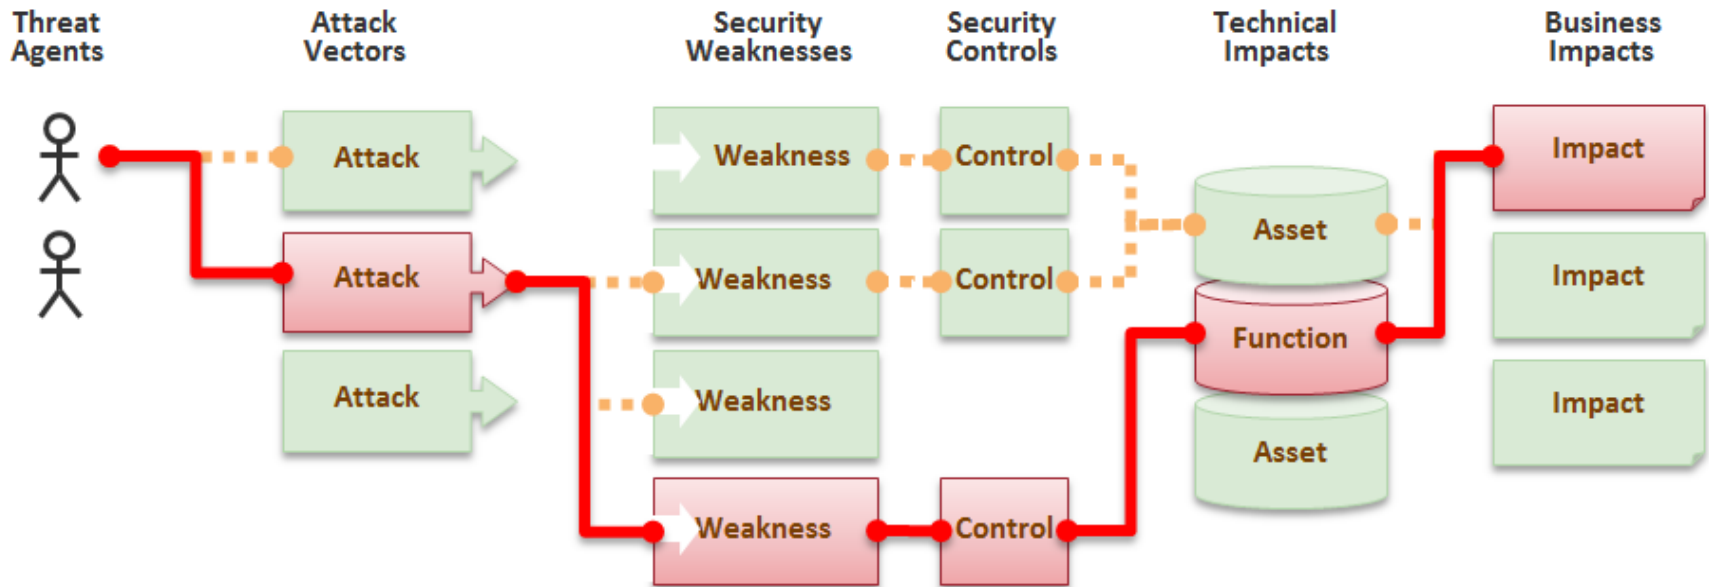 Threat
Agents
Attack
Vectors
Security
Weaknesses
Security
Controls
Technical
Impacts
Business
Impacts
Attack
Weakness
Control
Impact
Asset
Attack
Weakness
Control
Impact
Function
Attack
Weakness
Impact
Asset
Weakness
Control